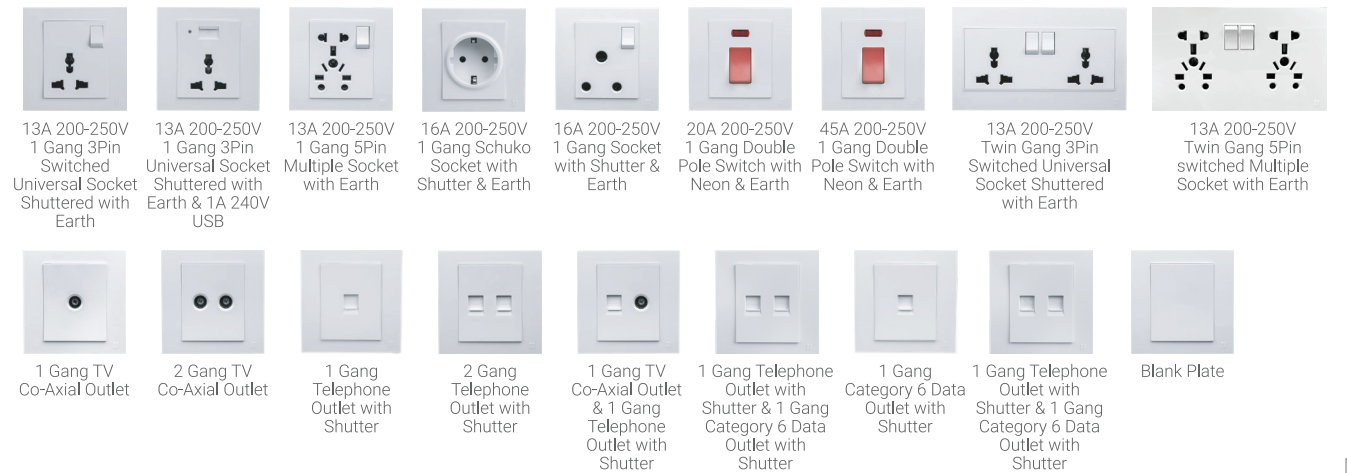 13A 200-250V
1 Gang 3Pin
Switched
Universal Socket
Shuttered with
Earth
13A 200-250V
1 Gang 3Pin
Universal Socket
Shuttered with
Earth & 1A 240V
USB
13A 200-250V
1 Gang 5Pin
Multiple Socket
with Earth
16A 200-250V
1 Gang Schuko
Socket with
Shutter & Earth
16A 200-250V
1 Gang Socket
with Shutter &
Earth
20A 200-250V
1 Gang Double
Pole Switch with
Neon & Earth
45A 200-250V
1 Gang Double
Pole Switch with
Neon & Earth
13A 200-250V
Twin Gang 3Pin
Switched Universal
Socket Shuttered
with Earth
13A 200-250V
Twin Gang 5Pin
switched Multiple
Socket with Earth
1 Gang TV
Co-Axial Outlet
2 Gang TV
Co-Axial Outlet
1 Gang
Telephone
Outlet with
Shutter
2 Gang
Telephone
Outlet with
Shutter
1 Gang TV
Co-Axial Outlet
& 1 Gang
Telephone
Outlet with
Shutter
1 Gang Telephone
Outlet with
Shutter & 1 Gang
Category 6 Data
Outlet with
Shutter
1 Gang
Category 6 Data
Outlet with
Shutter
1 Gang Telephone
Outlet with
Shutter & 1 Gang
Category 6 Data
Outlet with
Shutter
Blank Plate